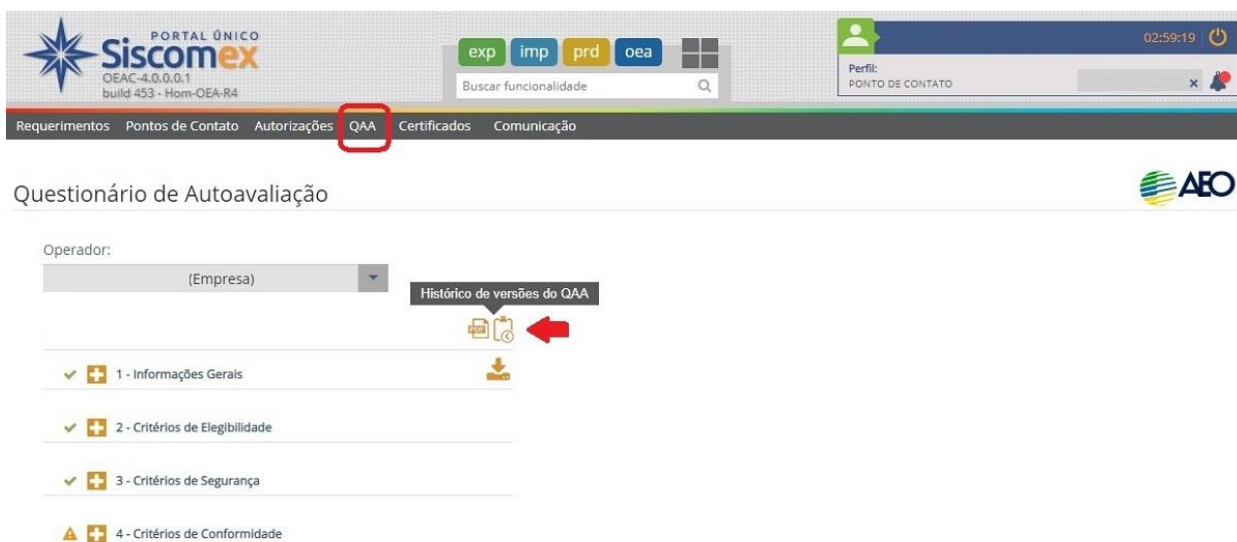 PORTAL ÚNICO
Siscomex
OEAC-4.0.0.0.1
build 453 - Hom-OEA-R4
exp imp prd oea
Buscar funcionalidade
02:59:19
Perfil:
PONTO DE CONTATO
x
Requerimentos Pontos de Contato Autorizações QAA Certificados Comunicação
Questionário de Autoavaliação
AEO
Operador:
(Empresa)
Histórico de versões do QAA
PDF
1 - Informações Gerais
2 - Critérios de Elegibilidade
3 - Critérios de Segurança
4 - Critérios de Conformidade